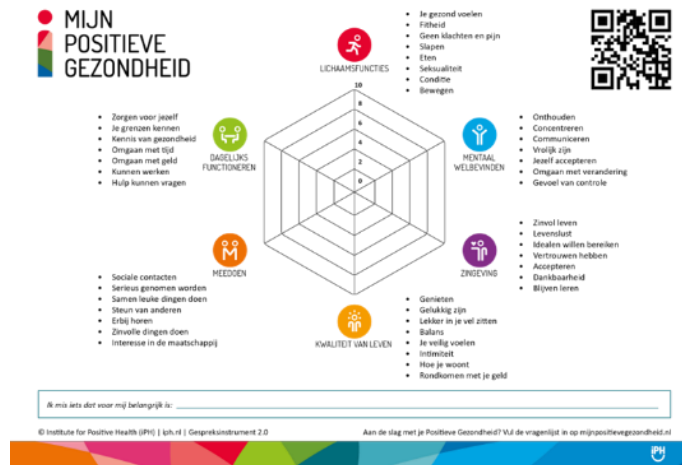 MIJN
POSITIEVE
GEZONDHEID
LICHAAMSFUNCTIES
• Je gezond voelen
• Fitheid
• Geen klachten en pijn
• Slapen
• Eten
• Seksualiteit
• Conditie
• Bewegen
• Zorgen voor jezelf
• Je grenzen kennen
• Kennis van gezondheid
• Omgaan met tijd
• Omgaan met geld
• Kunnen werken
• Hulp kunnen vragen
DAGELIJKS
FUNCTIONEREN
10
8
6
4
2
0
MENTAAL
WELBEVINDEN
• Onthouden
• Concentreren
• Communiceren
• Vrolijk zijn
• Jezelf accepteren
• Omgaan met verandering
• Gevoel van controle
MEEDOEN
• Sociale contacten
• Serieus genomen worden
• Samen leuke dingen doen
• Steun van anderen
• Erbij horen
• Zinvolle dingen doen
• Interesse in de maatschappij
ZINGEVING
• Zinvol leven
• Levenslust
• Idealen willen bereiken
• Vertrouwen hebben
• Accepteren
• Dankbaarheid
• Blijven leren
KWALITEIT VAN LEVEN
• Genieten
• Gelukkig zijn
• Lekker in je vel zitten
• Balans
• Je veilig voelen
• Intimiteit
• Hoe je woont
• Rondkomen met je geld
Ik mis iets dat voor mij belangrijk is:
© Institute for Positive Health (iPH) | iph.nl | Gespreksinstrument 2.0
Aan de slag met je Positieve Gezondheid? Vul de vragenlijst in op mijnpositievegezondheid.nl
iPH